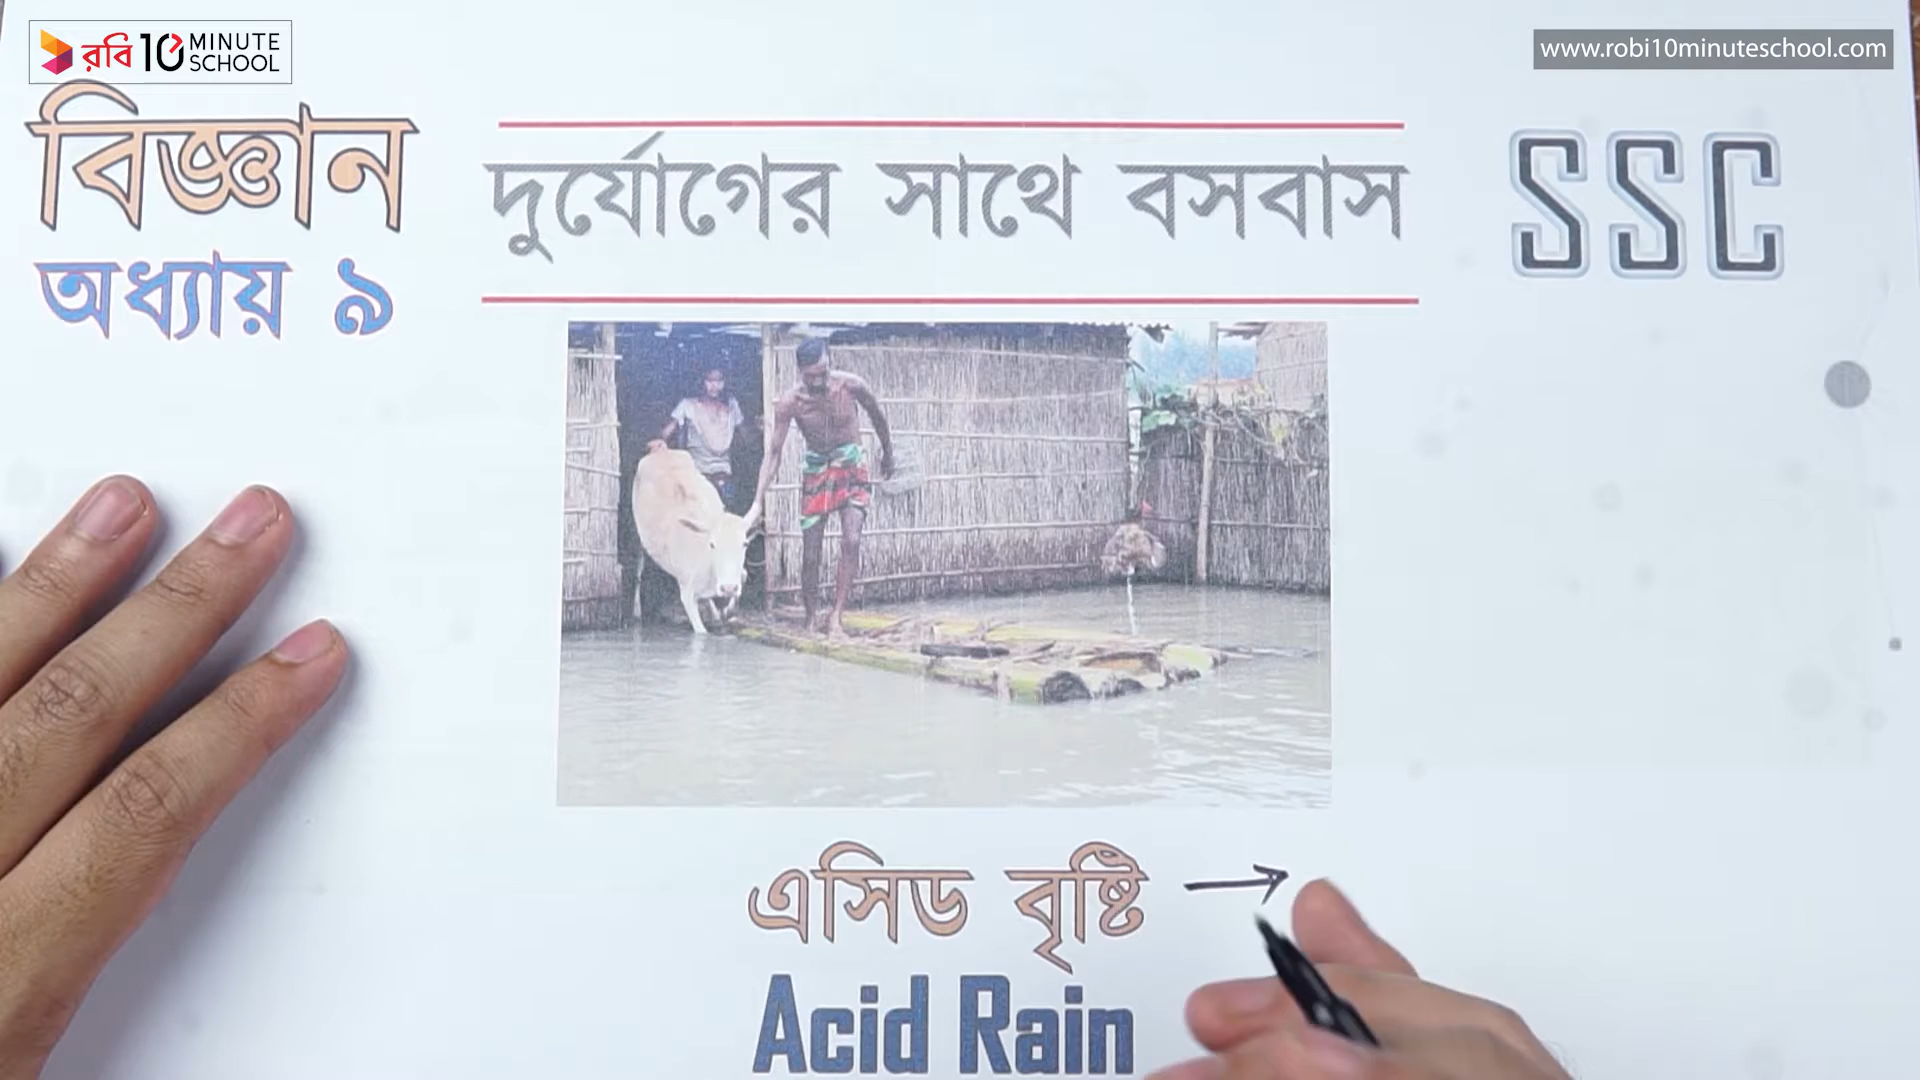 রবি 10 MINUTE SCHOOL
www.robi10minuteschool.com
বিজ্ঞান
অধ্যায় ৯
দুর্যোগের সাথে বসবাস
SSC
এসিড বৃষ্টি →
Acid Rain